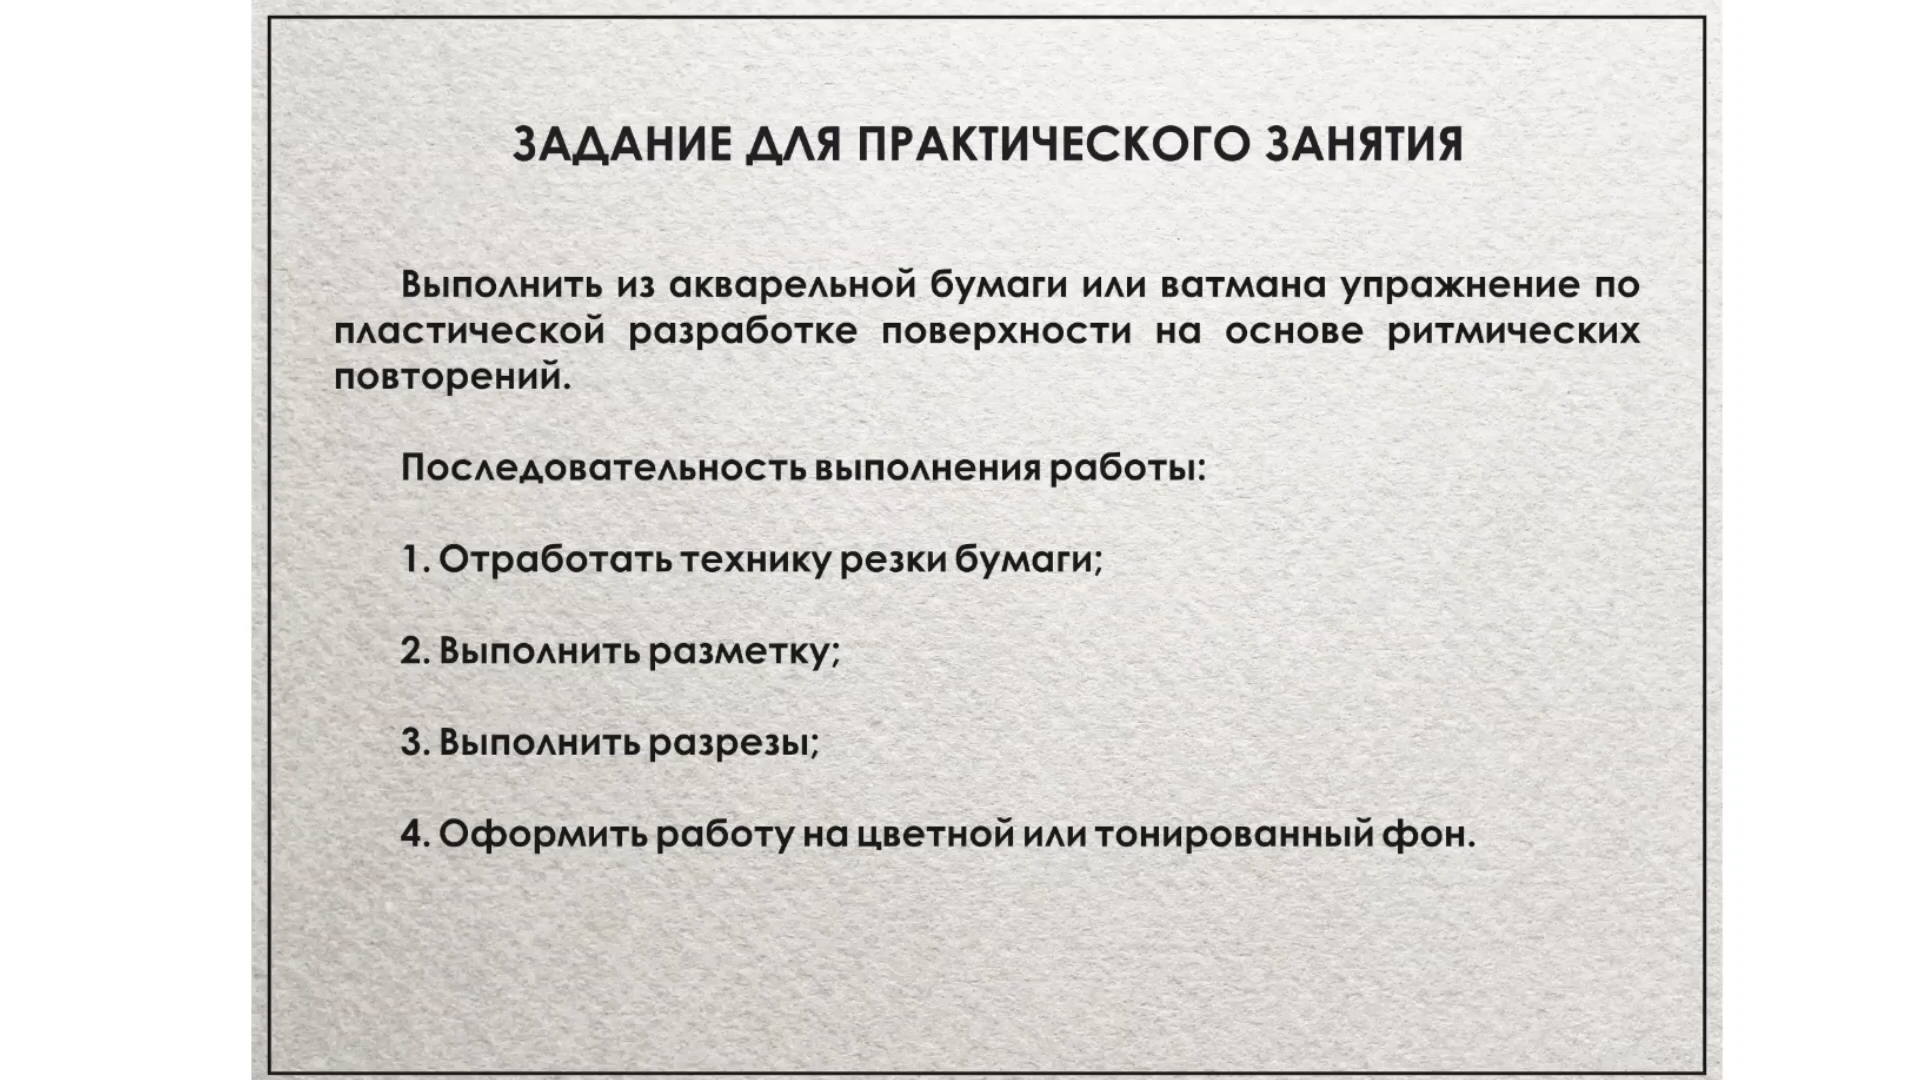 ЗАДАНИЕ ДЛЯ ПРАКТИЧЕСКОГО ЗАНЯТИЯ
Выполнить из акварельной бумаги или ватмана упражнение по
пластической разработке поверхности на основе ритмических
повторений.
Последовательность выполнения работы:
1. Отработать технику резки бумаги;
2. Выполнить разметку;
3. Выполнить разрезы;
4. Оформить работу на цветной или тонированный фон.